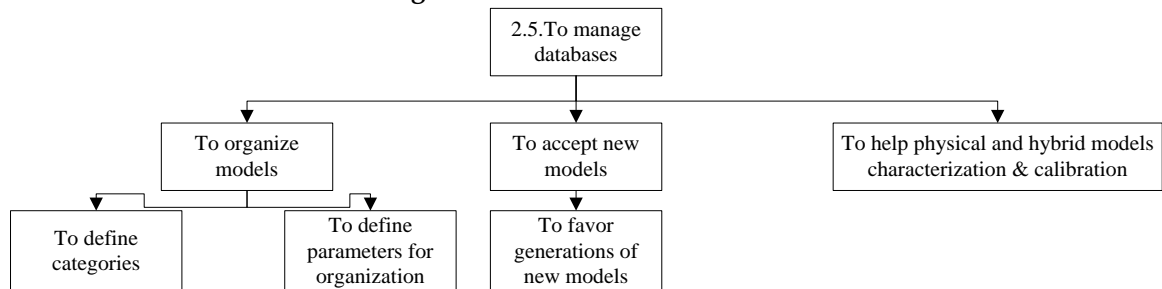 2.5.To manage
databases
To organize
models
To accept new
models
To help physical and hybrid models
characterization & calibration
To define
categories
To define
parameters for
organization
To favor
generations of
new models